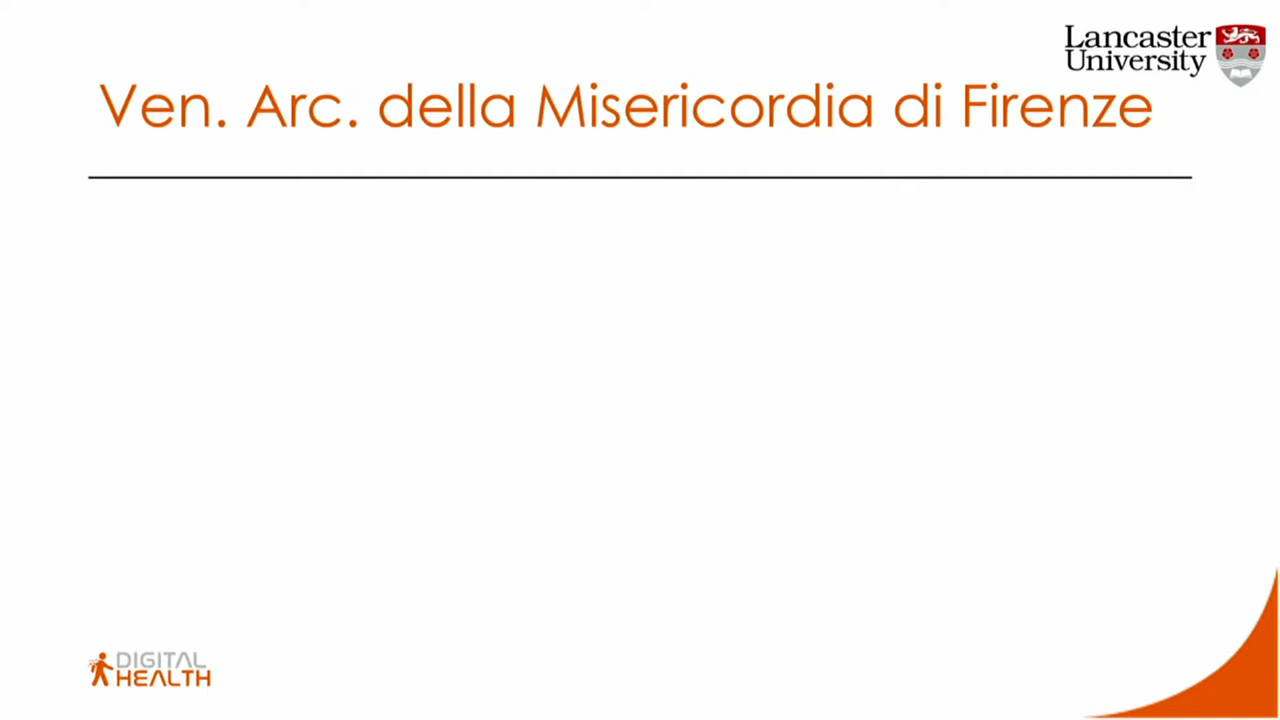 Lancaster
University
Ven. Arc. della Misericordia di Firenze
DIGITAL
HEALTH